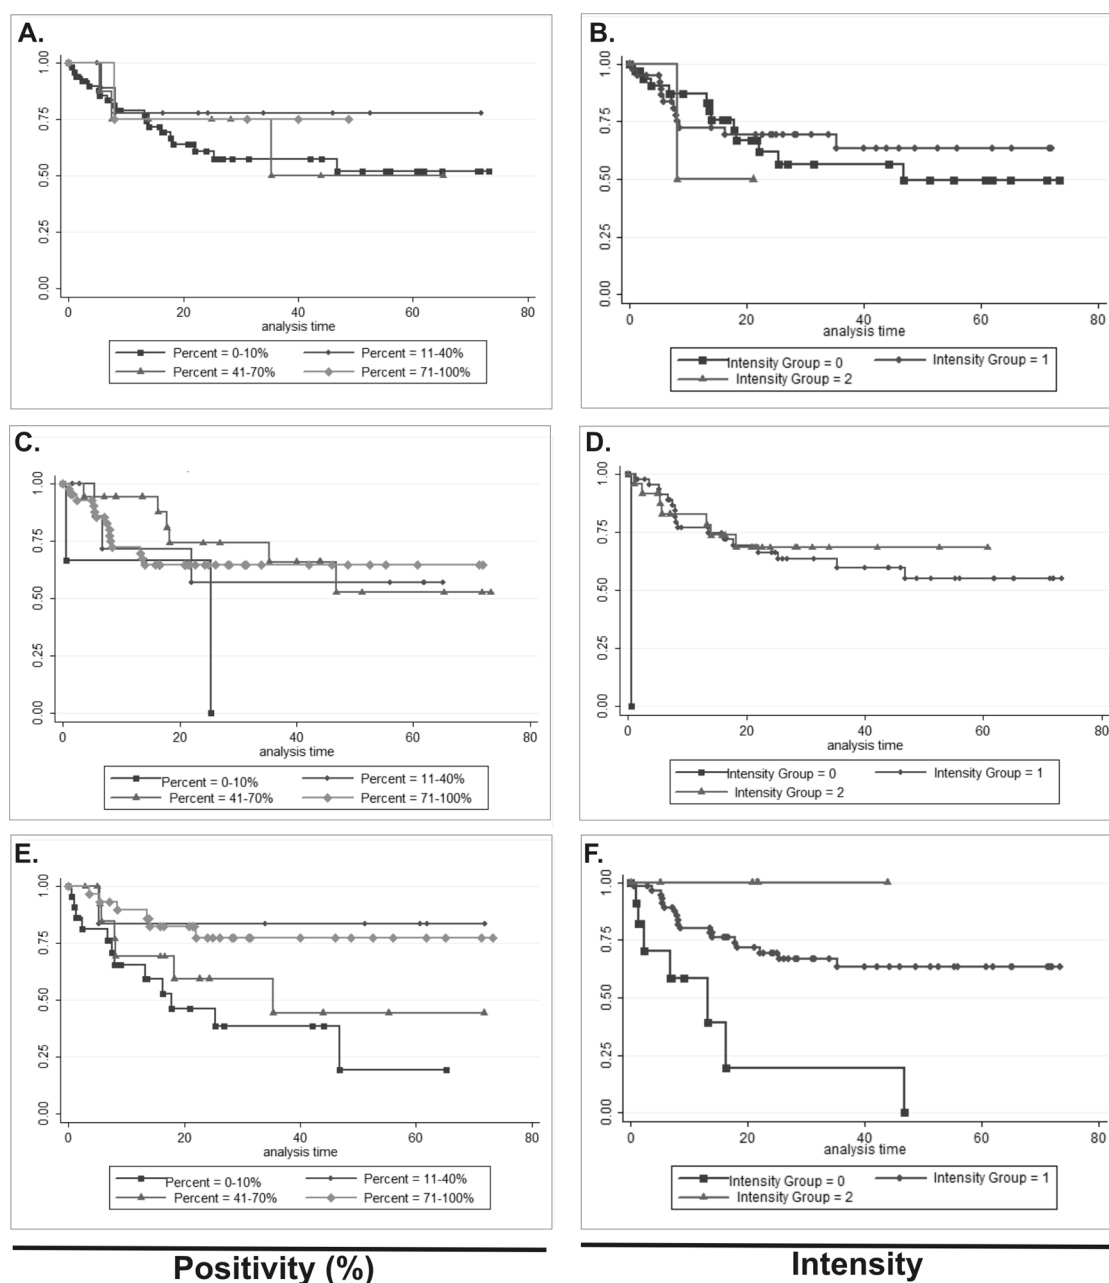 A.
1.00
0.75
0.50
0.25
0.00
0 20 40 60 80
analysis time
Percent = 0-10% Percent = 11-40%
Percent = 41-70% Percent = 71-100%
B.
1.00
0.75
0.50
0.25
0.00
0 20 40 60 80
analysis time
Intensity Group = 0 Intensity Group = 1
Intensity Group = 2
C.
1.00
0.75
0.50
0.25
0.00
0 20 40 60 80
analysis time
Percent = 0-10% Percent = 11-40%
Percent = 41-70% Percent = 71-100%
D.
1.00
0.75
0.50
0.25
0.00
0 20 40 60 80
analysis time
Intensity Group = 0 Intensity Group = 1
Intensity Group = 2
E.
1.00
0.75
0.50
0.25
0.00
0 20 40 60 80
analysis time
Percent = 0-10% Percent = 11-40%
Percent = 41-70% Percent = 71-100%
F.
1.00
0.75
0.50
0.25
0.00
0 20 40 60 80
analysis time
Intensity Group = 0 Intensity Group = 1
Intensity Group = 2
Positivity (%)
Intensity